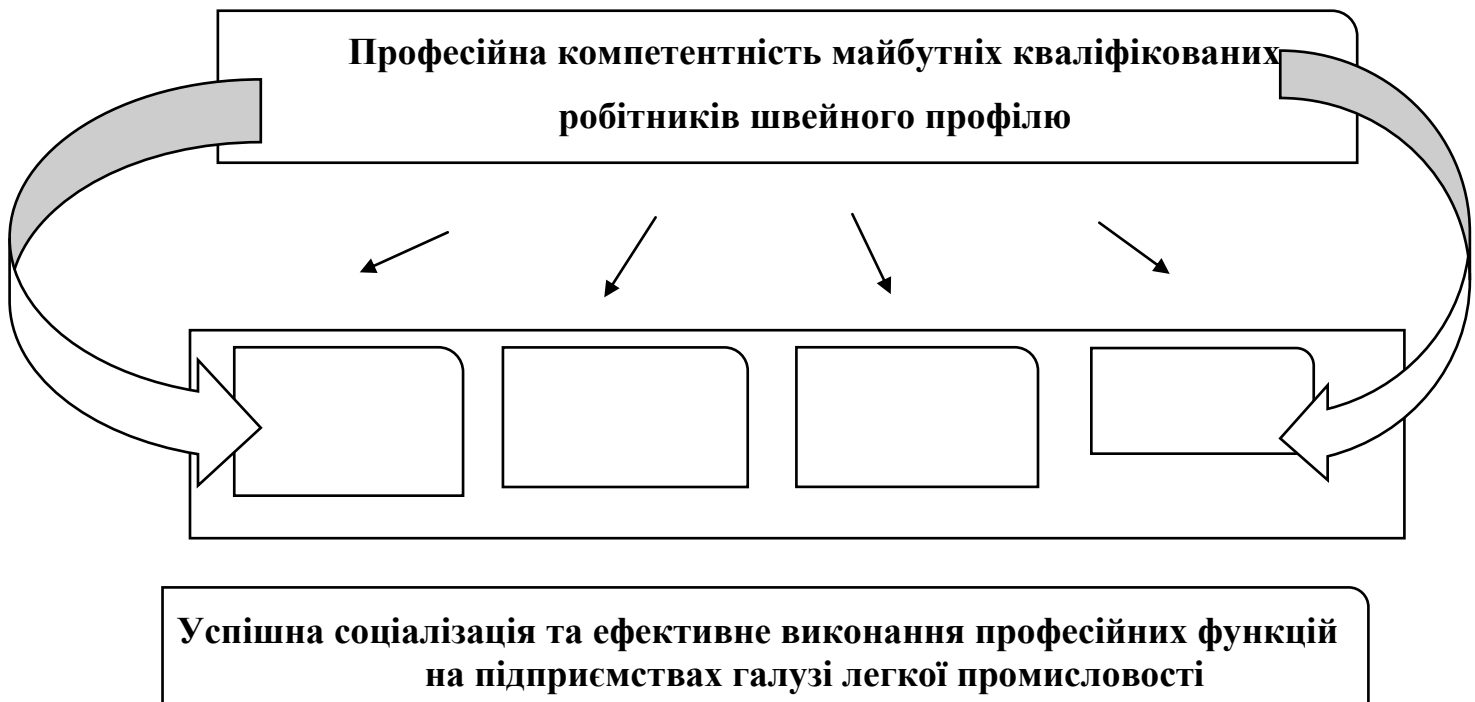 Професійна компетентність майбутніх кваліфікованих
робітників швейного профілю
Успішна соціалізація та ефективне виконання професійних функцій
на підприємствах галузі легкої промисловості